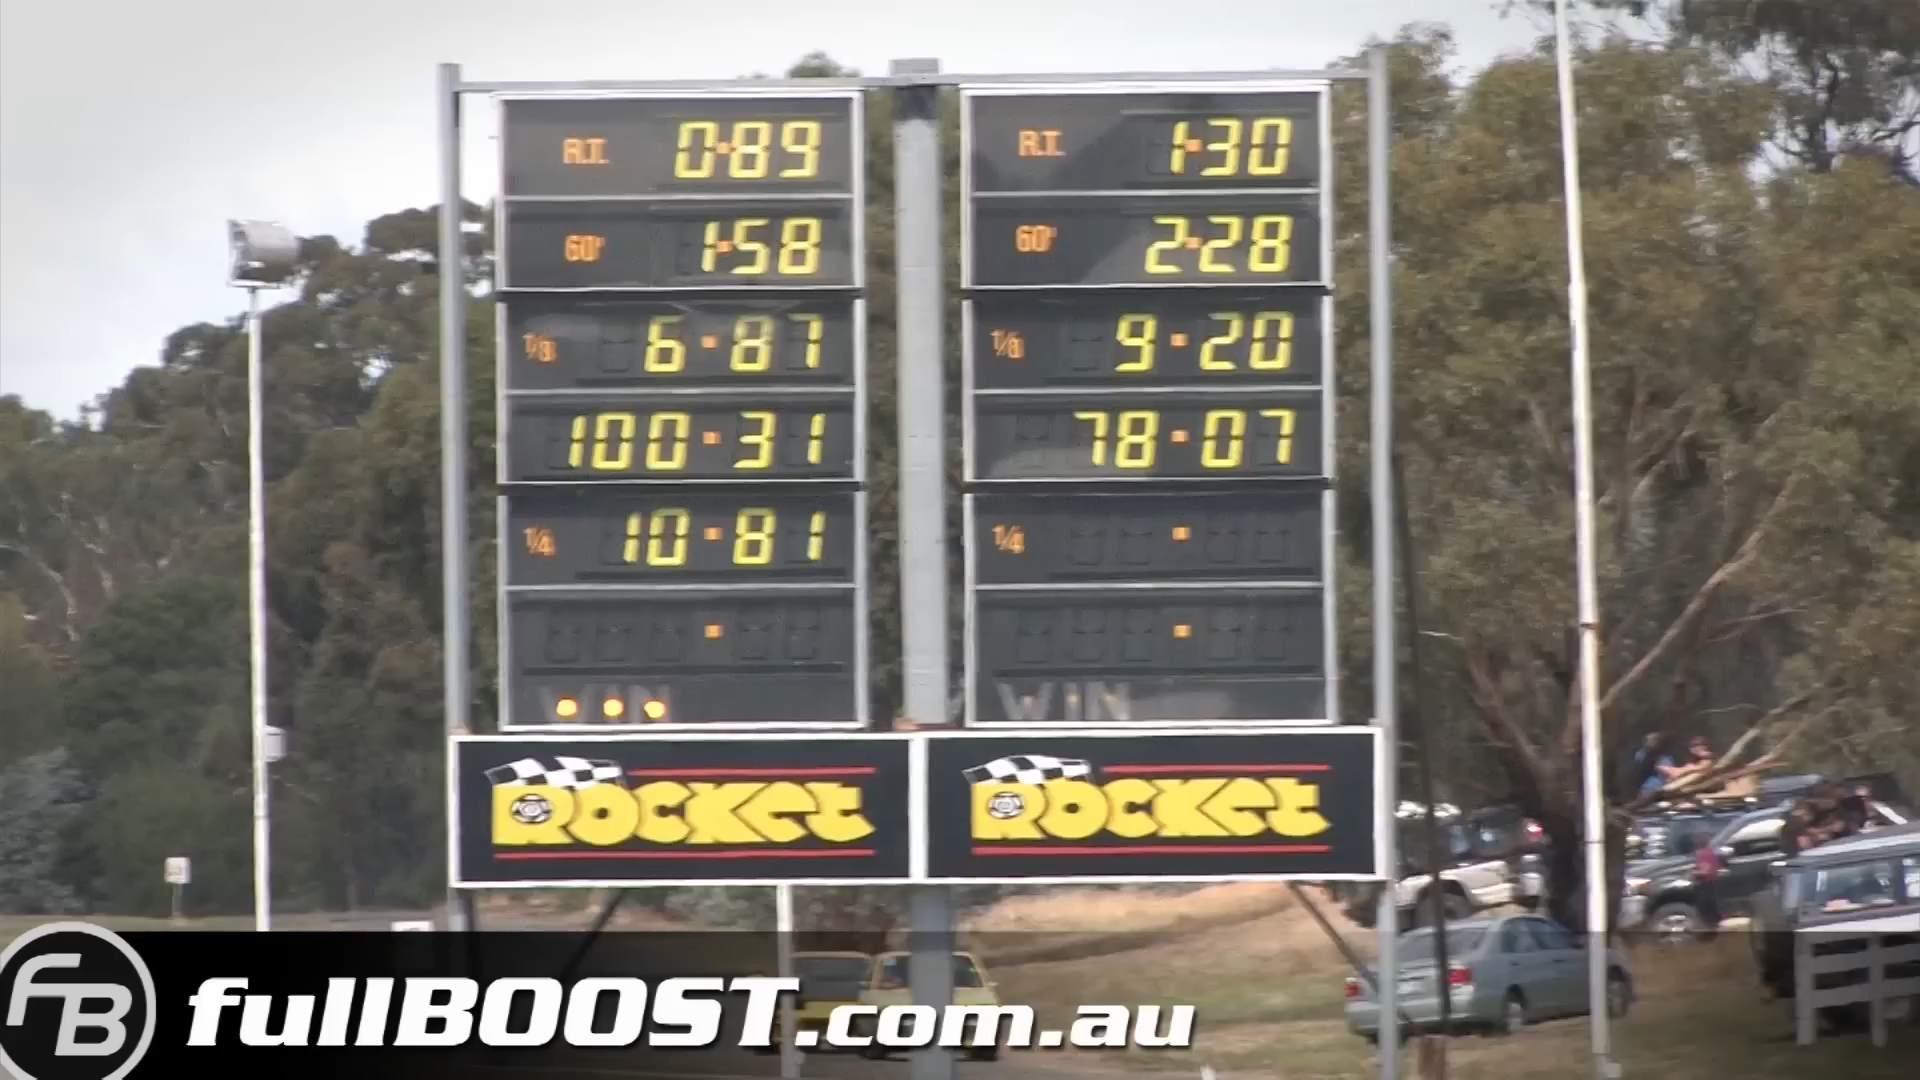 R.T. 0.89
60' 1.58
1/8 6.87
100.31
1/4 10.81
WIN
R.T. 1.30
60' 2.28
1/8 9.20
78.07
1/4
WIN
Rocket
Rocket
FB
fullBOOST.com.au